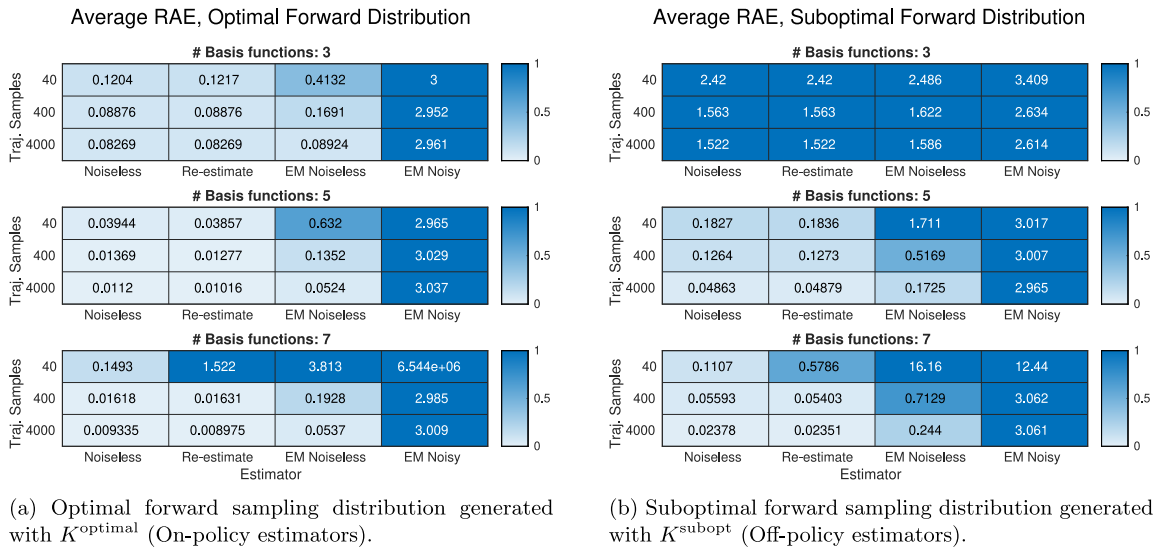 Average RAE, Optimal Forward Distribution
# Basis functions: 3
Traj. Samples
40 0.1204 0.1217 0.4132 3
400 0.08876 0.08876 0.1691 2.952
4000 0.08269 0.08269 0.08924 2.961
Noiseless Re-estimate EM Noiseless EM Noisy
1
0.5
0
# Basis functions: 5
Traj. Samples
40 0.03944 0.03857 0.632 2.965
400 0.01369 0.01277 0.1352 3.029
4000 0.0112 0.01016 0.0524 3.037
Noiseless Re-estimate EM Noiseless EM Noisy
1
0.5
0
# Basis functions: 7
Traj. Samples
40 0.1493 1.522 3.813 6.544e+06
400 0.01618 0.01631 0.1928 2.985
4000 0.009335 0.008975 0.0537 3.009
Noiseless Re-estimate EM Noiseless EM Noisy
Estimator
1
0.5
0
(a) Optimal forward sampling distribution generated
with K^optimal (On-policy estimators).
Average RAE, Suboptimal Forward Distribution
# Basis functions: 3
Traj. Samples
40 2.42 2.42 2.486 3.409
400 1.563 1.563 1.622 2.634
4000 1.522 1.522 1.586 2.614
Noiseless Re-estimate EM Noiseless EM Noisy
1
0.5
0
# Basis functions: 5
Traj. Samples
40 0.1827 0.1836 1.711 3.017
400 0.1264 0.1273 0.5169 3.007
4000 0.04863 0.04879 0.1725 2.965
Noiseless Re-estimate EM Noiseless EM Noisy
1
0.5
0
# Basis functions: 7
Traj. Samples
40 0.1107 0.5786 16.16 12.44
400 0.05593 0.05403 0.7129 3.062
4000 0.02378 0.02351 0.244 3.061
Noiseless Re-estimate EM Noiseless EM Noisy
Estimator
1
0.5
0
(b) Suboptimal forward sampling distribution generated
with K^subopt (Off-policy estimators).